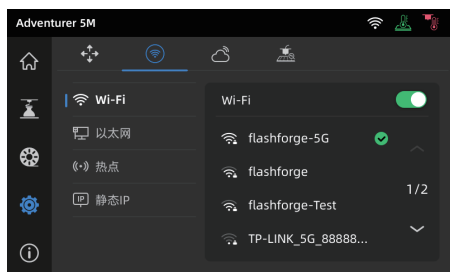 Adventurer 5M
Wi-Fi
以太网
热点
IP 静态IP
Wi-Fi
flashforge-5G
flashforge
flashforge-Test
TP-LINK_5G_88888...
1/2